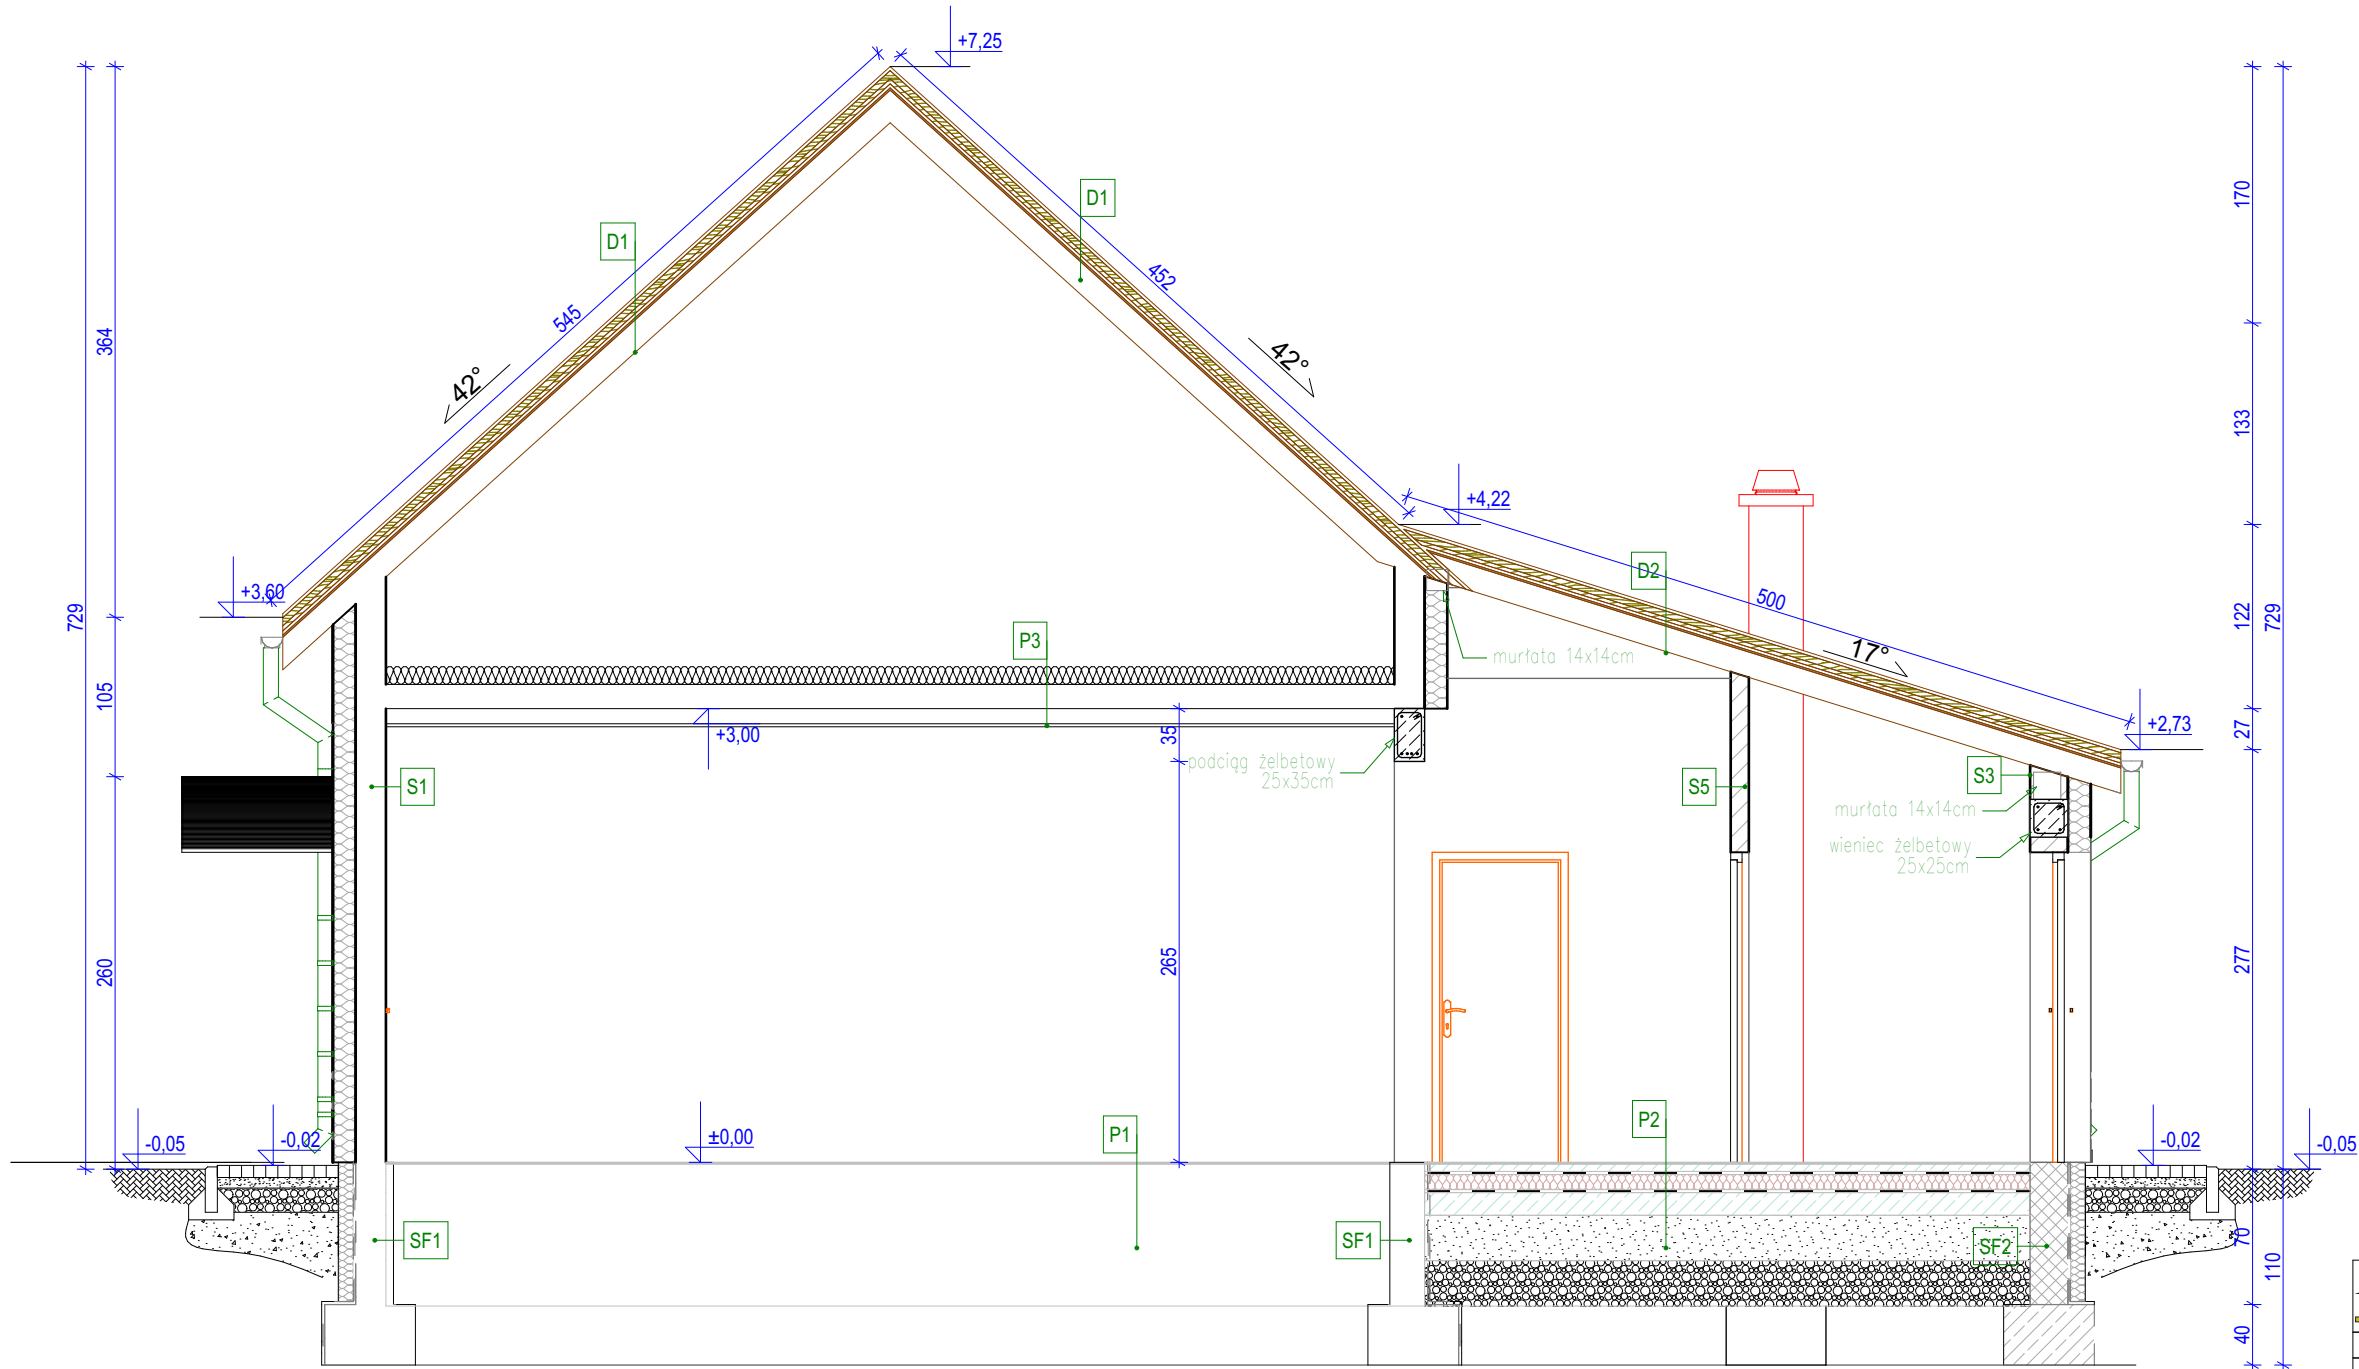 +7,25
D1
D1
170
452
545
364
42°
42°
133
+4,22
+3,60
D2
500
729
122
729
P3
murłata 14x14cm
17°
105
+3,00
35
+2,73
27
podciąg żelbetowy
25x35cm
S1
S5
S3
murłata 14x14cm
wieniec żelbetowy
25x25cm
260
265
277
-0,05
-0,02
±0,00
P1
P2
-0,02
-0,05
SF1
SF1
SF2
70
110
40